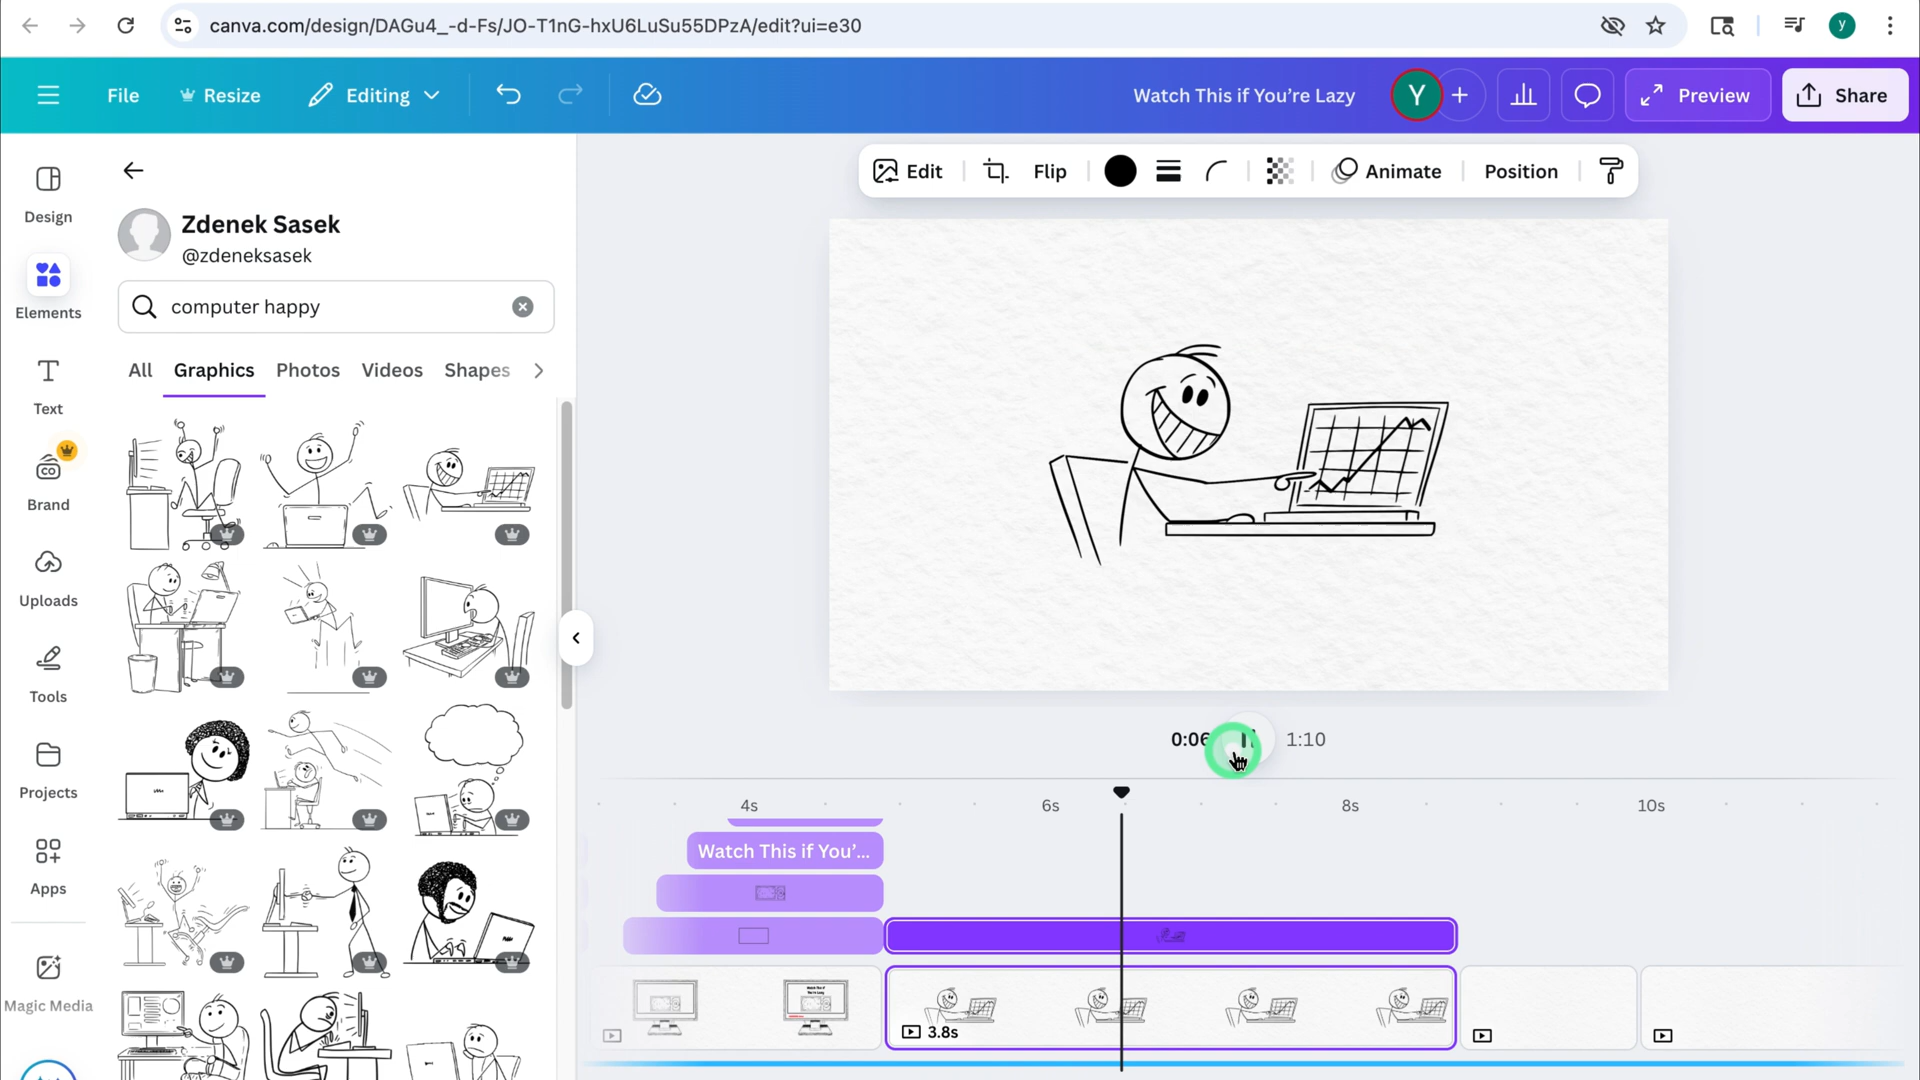 canva.com/design/DAGu4_-d-Fs/JO-T1nG-hxU6LuSu55DPzA/edit?ui=e30
y
File
Resize
Editing
Watch This if You're Lazy
Y
+
Preview
Share
Design
Elements
Text
Brand
Uploads
Tools
Projects
Apps
Magic Media
Zdenek Sasek
@zdeneksasek
computer happy
All
Graphics
Photos
Videos
Shapes
Edit
Flip
Animate
Position
0:06
1:10
4s
6s
8s
10s
Watch This if You'...
3.8s